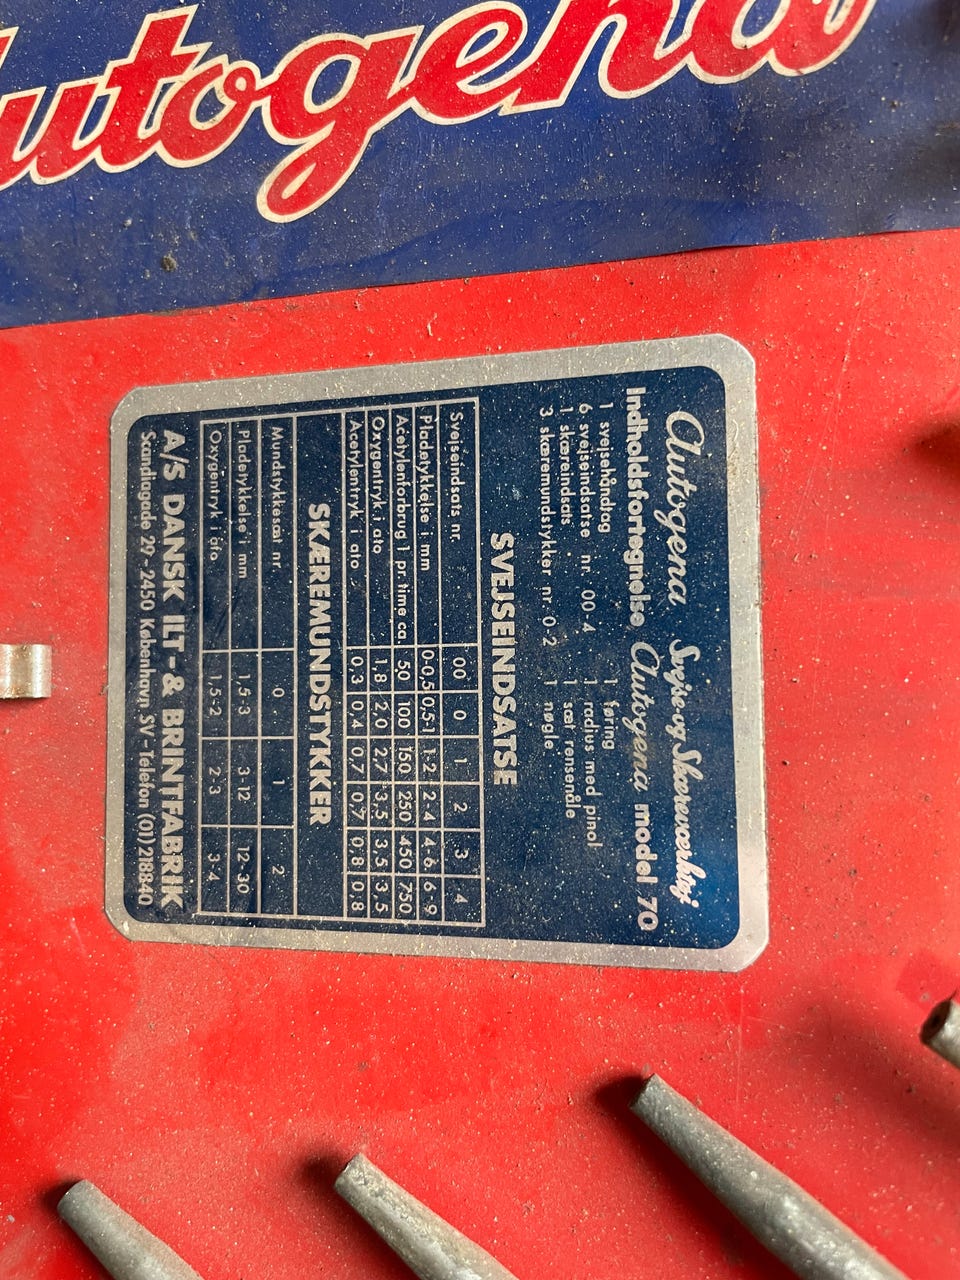 Autogena
Autogena Svejse og Skæreværktøj
Indholdsfortegnelse Autogena model 70
1 svejsehåndtag
6 svejseindsatse nr. 00-4
1 skæreindsats
3 skæremundstykker nr. 0-2
1 føring
1 radius med pinol
1 sæt rensenåle
1 nøgle
SVEJSEINDSATSE
Svejseindsats nr. 00 0 1 2 3 4
Pladetykkelse i mm 0-0,5 0,5-1 1-2 2-4 4-6 6-9
Acetylenforbrug l pr. time ca. 50 100 150 250 450 750
Oxygentryk i ato 1,8 2,0 2,7 3,5 3,5 3,5
Acetylentryk i ato 0,3 0,4 0,7 0,7 0,8 0,8
SKÆREMUNDSTYKKER
Mundstykkesæt nr. 0 1 2
Pladetykkelse i mm 1,5-3 3-12 12-30
Oxygentryk i ato 1,5-2 2-3 3-4
A/S DANSK ILT- & BRINTFABRIK
Scandiagade 29 - 2450 København SV - Telefon (01) 218840